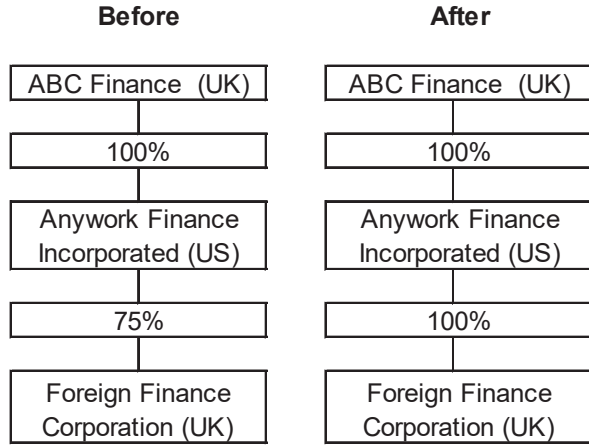 Before
ABC Finance (UK)
100%
Anywork Finance
Incorporated (US)
75%
Foreign Finance
Corporation (UK)
After
ABC Finance (UK)
100%
Anywork Finance
Incorporated (US)
100%
Foreign Finance
Corporation (UK)